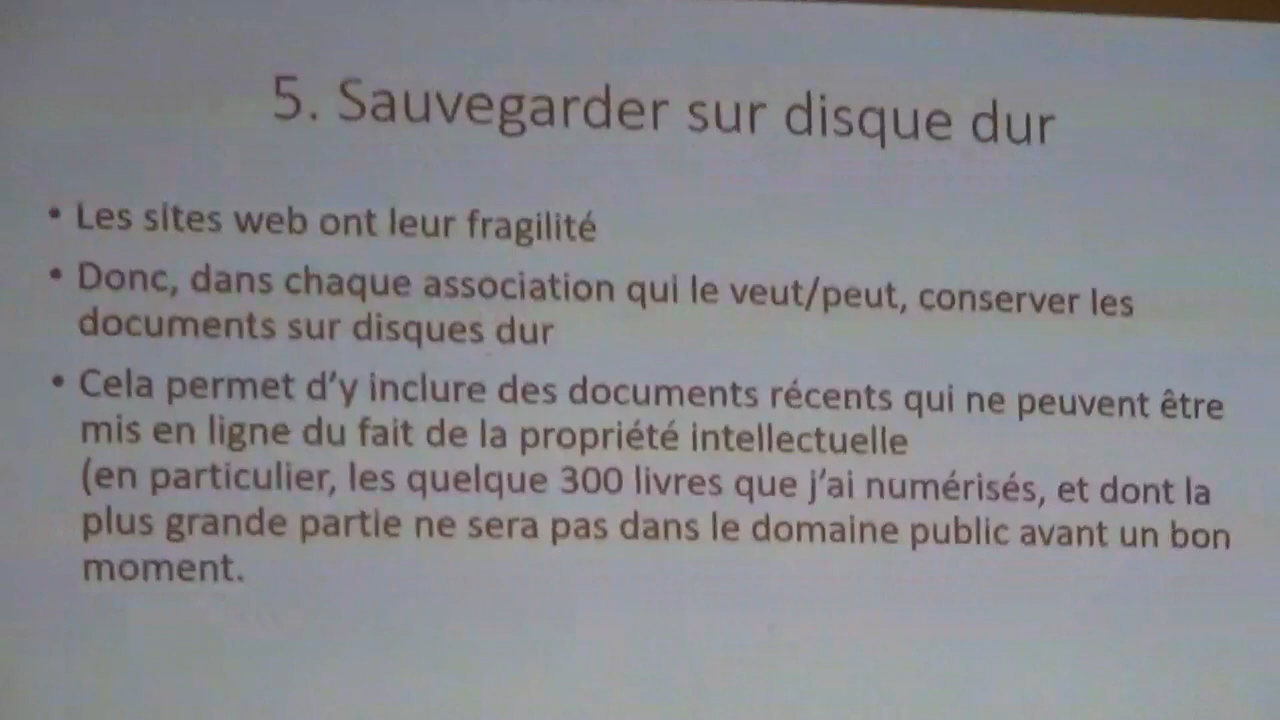 5. Sauvegarder sur disque dur
• Les sites web ont leur fragilité
• Donc, dans chaque association qui le veut/peut, conserver les
documents sur disques dur
• Cela permet d'y inclure des documents récents qui ne peuvent être
mis en ligne du fait de la propriété intellectuelle
(en particulier, les quelque 300 livres que j'ai numérisés, et dont la
plus grande partie ne sera pas dans le domaine public avant un bon
moment.